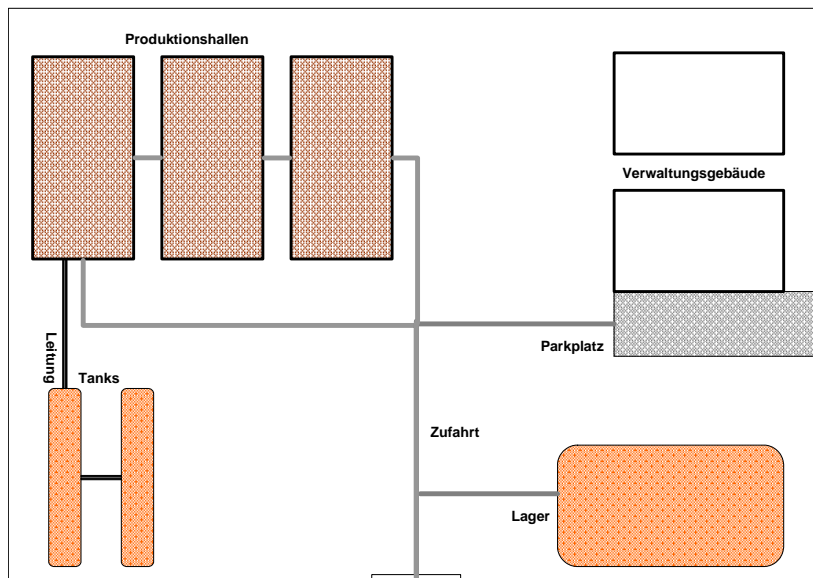 Produktionshallen
Verwaltungsgebäude
Leitung
Parkplatz
Tanks
Zufahrt
Lager